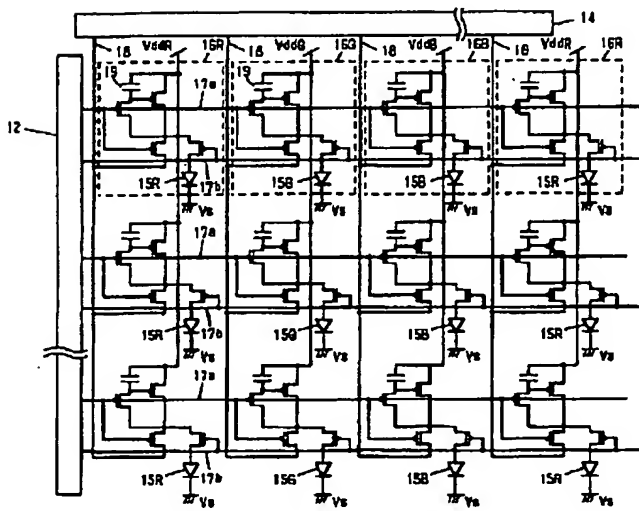 14
18 VddR 16R 18 VddG 16G 18 VddB 16B 18 VddR 16R
19 19
12
17a
15R 17b 15G 15B 15R
Vs Vs Vs Vs
17a
15R 17b 15G 15B 15R
Vs Vs Vs Vs
17a
15R 17b 15G 15B 15R
Vs Vs Vs Vs